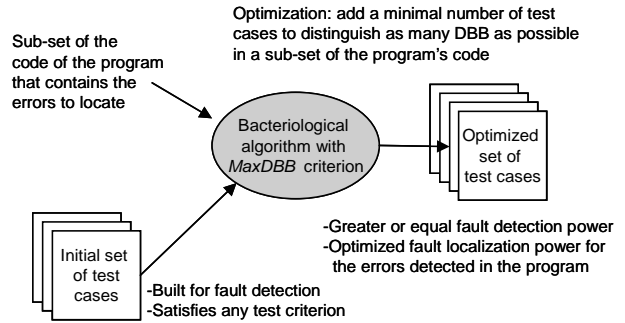 Optimization: add a minimal number of test
cases to distinguish as many DBB as possible
in a sub-set of the program's code
Sub-set of the
code of the program
that contains the
errors to locate
Bacteriological
algorithm with
MaxDBB criterion
Optimized
set of
test cases
-Greater or equal fault detection power
-Optimized fault localization power for
the errors detected in the program
Initial set
of test
cases
-Built for fault detection
-Satisfies any test criterion